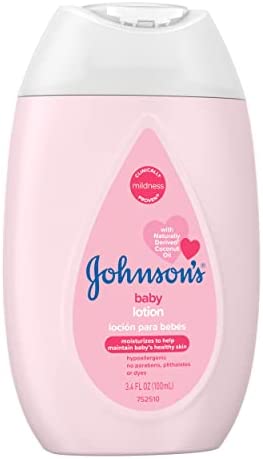 CLINICALLY
mildness
PROVEN*
with
Naturally
Derived
Coconut
Oil
Johnson's
baby
lotion
loción para bebés
moisturizes to help
maintain baby's healthy skin
hypoallergenic
no parabens, phthalates
or dyes
3.4 FL OZ (100mL)
752510